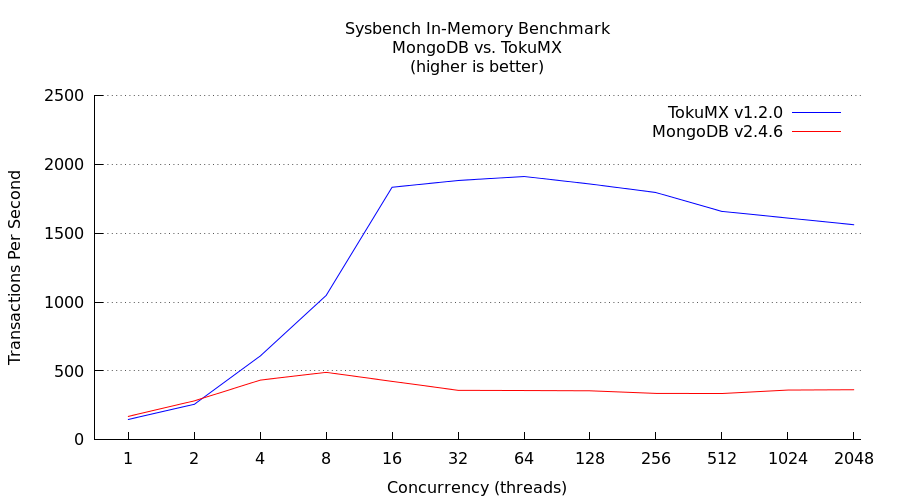 Sysbench In-Memory Benchmark
MongoDB vs. TokuMX
(higher is better)
TokuMX v1.2.0
MongoDB v2.4.6
Transactions Per Second
2500
2000
1500
1000
500
0
1 2 4 8 16 32 64 128 256 512 1024 2048
Concurrency (threads)